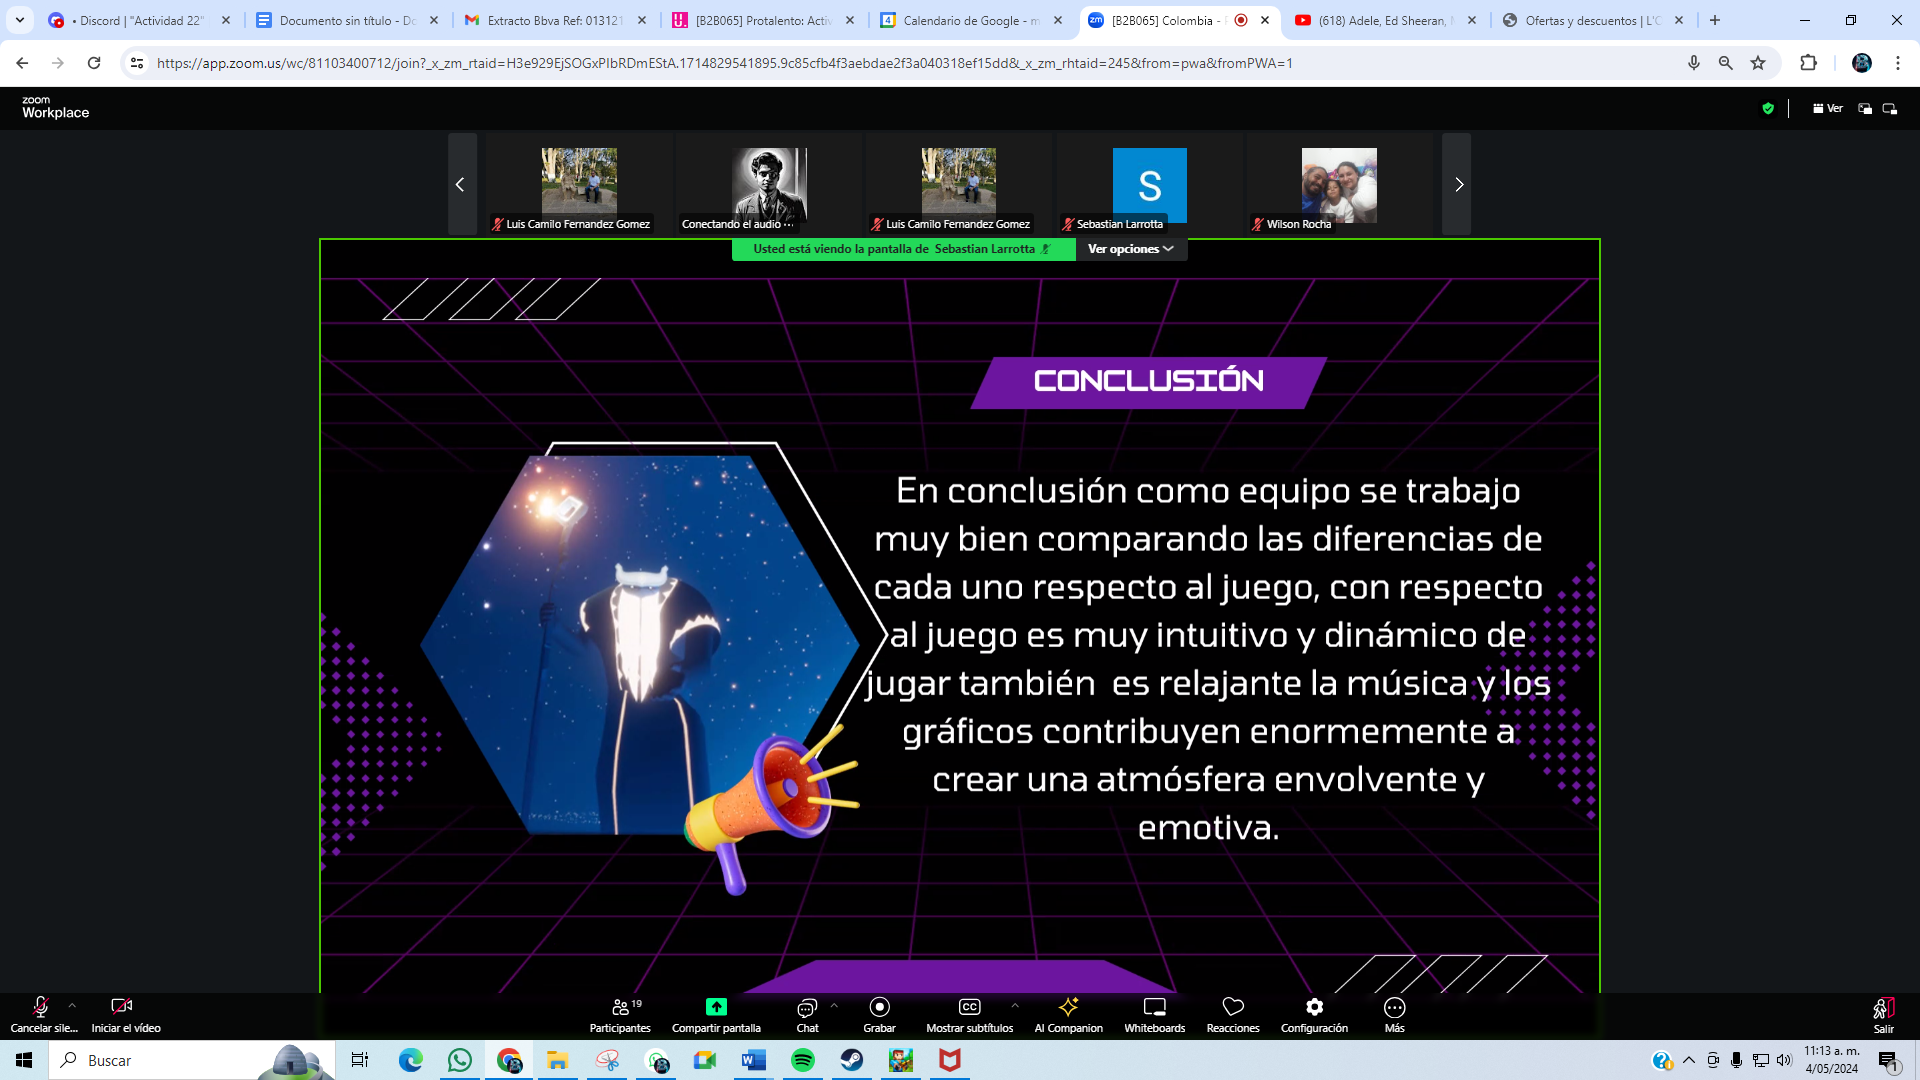 • Discord | "Actividad 22"
Documento sin título - Do
Extracto Bbva Ref: 013121
[B2B065] Protalento: Activ
Calendario de Google - m
[B2B065] Colombia -
(618) Adele, Ed Sheeran,
Ofertas y descuentos | L'O
https://app.zoom.us/wc/81103400712/join?_x_zm_rtaid=H3e929EjSOGxPIbRDmEStA.1714829541895.9c85cfb4f3aebdae2f3a040318ef15dd&_x_zm_rhtaid=245&from=pwa&fromPWA=1
zoom
Workplace
Ver
Luis Camilo Fernandez Gomez
Conectando el audio ···
Luis Camilo Fernandez Gomez
S
Sebastian Larrotta
Wilson Rocha
Usted está viendo la pantalla de Sebastian Larrotta
Ver opciones
CONCLUSIÓN
En conclusión como equipo se trabajo
muy bien comparando las diferencias de
cada uno respecto al juego, con respecto
al juego es muy intuitivo y dinámico de
jugar también es relajante la música y los
gráficos contribuyen enormemente a
crear una atmósfera envolvente y
emotiva.
Cancelar sile...
Iniciar el vídeo
19
Participantes
Compartir pantalla
Chat
Grabar
CC
Mostrar subtítulos
AI Companion
Whiteboards
Reacciones
Configuración
Más
Salir
Buscar
11:13 a. m.
4/05/2024
1